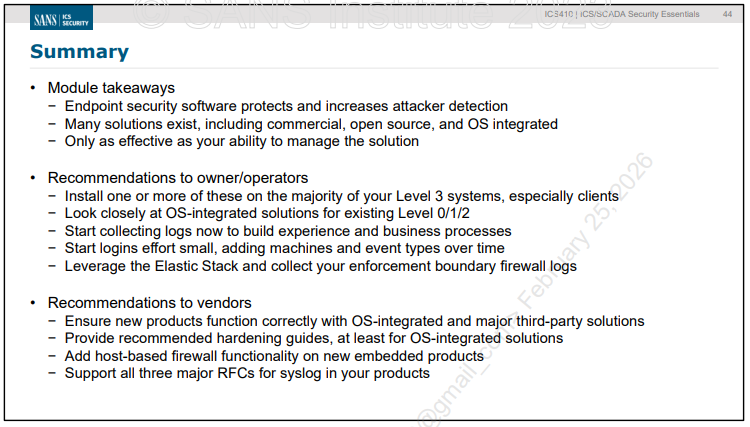 © SANS Institute 2026
SANS ICS SECURITY
ICS410 | ICS/SCADA Security Essentials 44
Summary
• Module takeaways
− Endpoint security software protects and increases attacker detection
− Many solutions exist, including commercial, open source, and OS integrated
− Only as effective as your ability to manage the solution
• Recommendations to owner/operators
− Install one or more of these on the majority of your Level 3 systems, especially clients
− Look closely at OS-integrated solutions for existing Level 0/1/2
− Start collecting logs now to build experience and business processes
− Start logins effort small, adding machines and event types over time
− Leverage the Elastic Stack and collect your enforcement boundary firewall logs
• Recommendations to vendors
− Ensure new products function correctly with OS-integrated and major third-party solutions
− Provide recommended hardening guides, at least for OS-integrated solutions
− Add host-based firewall functionality on new embedded products
− Support all three major RFCs for syslog in your products
February 25, 2026